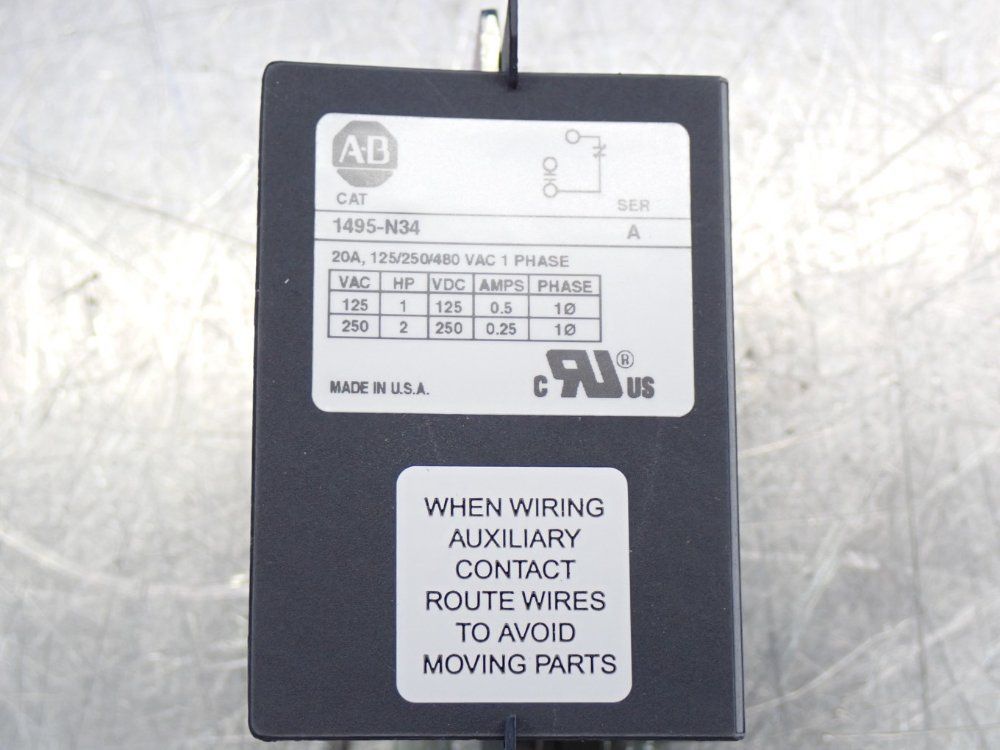 A-B
CAT
SER
1495-N34
A
20A, 125/250/480 VAC 1 PHASE
VAC HP VDC AMPS PHASE
125 1 125 0.5 1Ø
250 2 250 0.25 1Ø
MADE IN U.S.A.
C RU ® US
WHEN WIRING
AUXILIARY
CONTACT
ROUTE WIRES
TO AVOID
MOVING PARTS